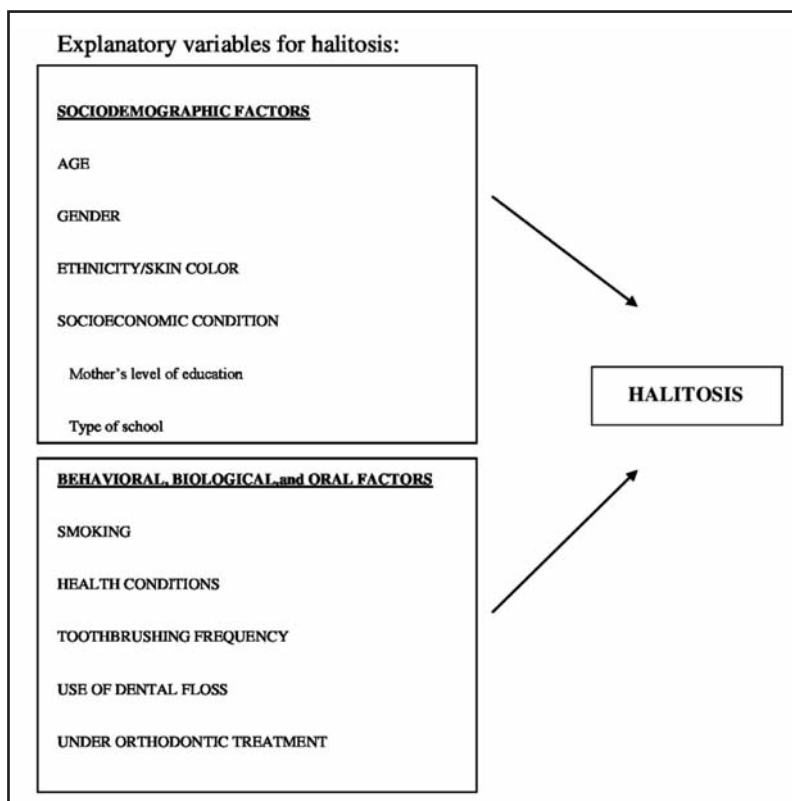 Explanatory variables for halitosis:
SOCIODEMOGRAPHIC FACTORS
AGE
GENDER
ETHNICITY/SKIN COLOR
SOCIOECONOMIC CONDITION
Mother's level of education
Type of school
HALITOSIS
BEHAVIORAL, BIOLOGICAL,and ORAL FACTORS
SMOKING
HEALTH CONDITIONS
TOOTHBRUSHING FREQUENCY
USE OF DENTAL FLOSS
UNDER ORTHODONTIC TREATMENT